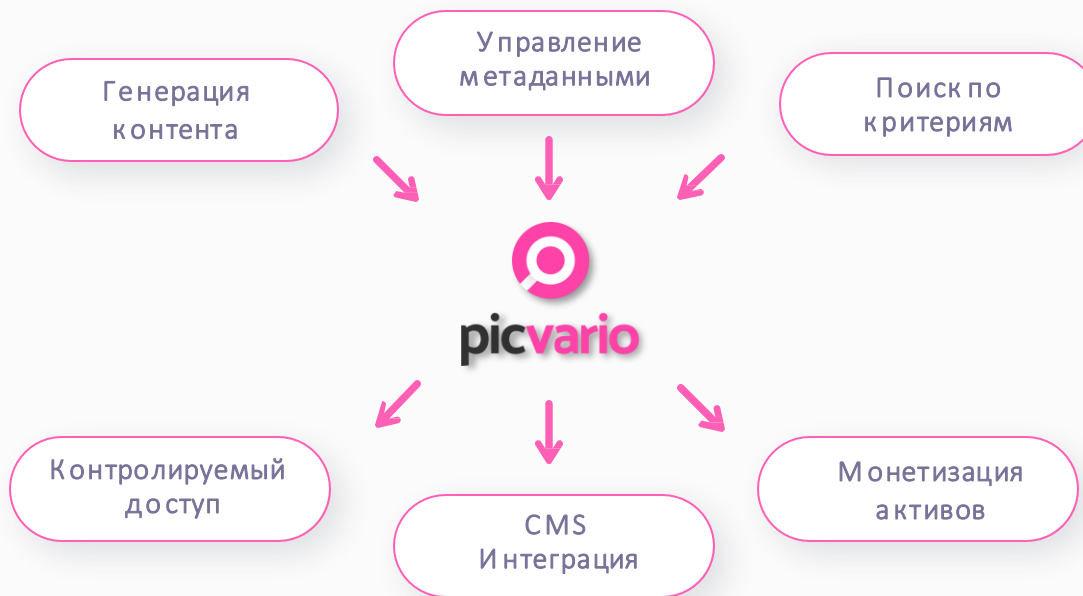 Генерация
контента
Управление
метаданными
Поиск по
критериям
picvario
Контролируемый
доступ
CMS
Интеграция
Монетизация
активов